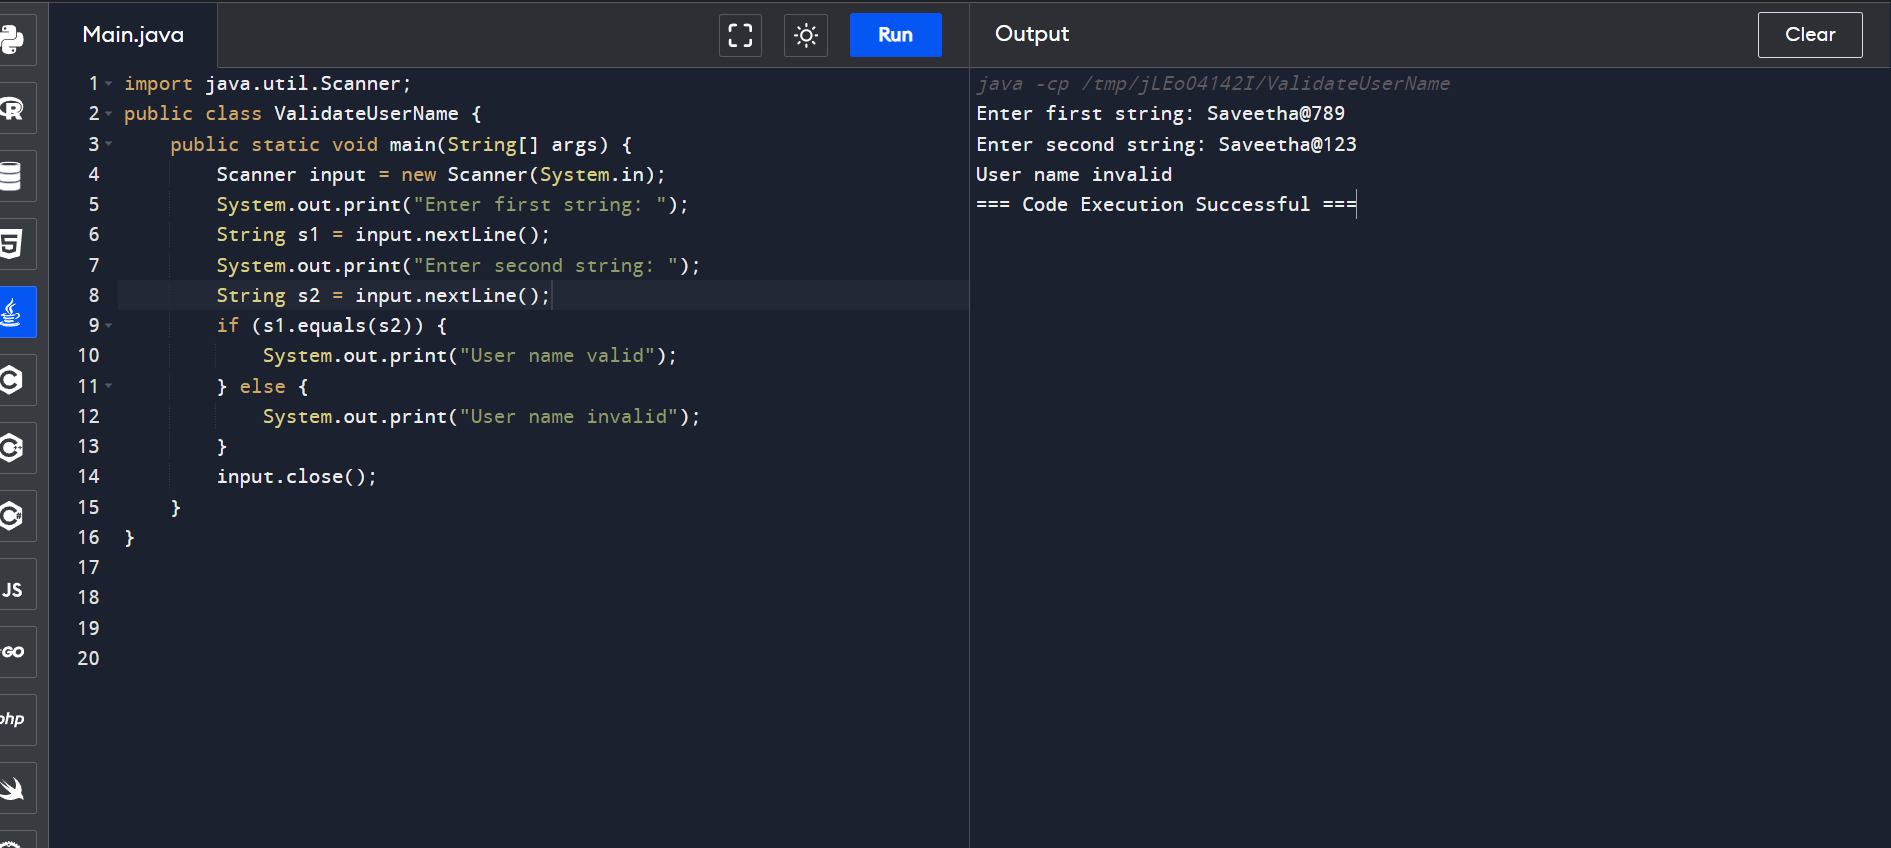 Main.java
Run
Output
Clear
1 import java.util.Scanner;
2 public class ValidateUserName {
3 public static void main(String[] args) {
4 Scanner input = new Scanner(System.in);
5 System.out.print("Enter first string: ");
6 String s1 = input.nextLine();
7 System.out.print("Enter second string: ");
8 String s2 = input.nextLine();
9 if (s1.equals(s2)) {
10 System.out.print("User name valid");
11 } else {
12 System.out.print("User name invalid");
13 }
14 input.close();
15 }
16 }
17
18
19
20
java -cp /tmp/jLEoO4142I/ValidateUserName
Enter first string: Saveetha@789
Enter second string: Saveetha@123
User name invalid
=== Code Execution Successful ===
R
5
C
C+
C#
JS
GO
php